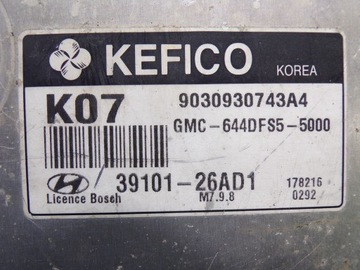 KEFICO KOREA
K07 9030930743A4
GMC-644DFS5-5000
39101-26AD1 178216
Licence Bosch M7.9.8 0292